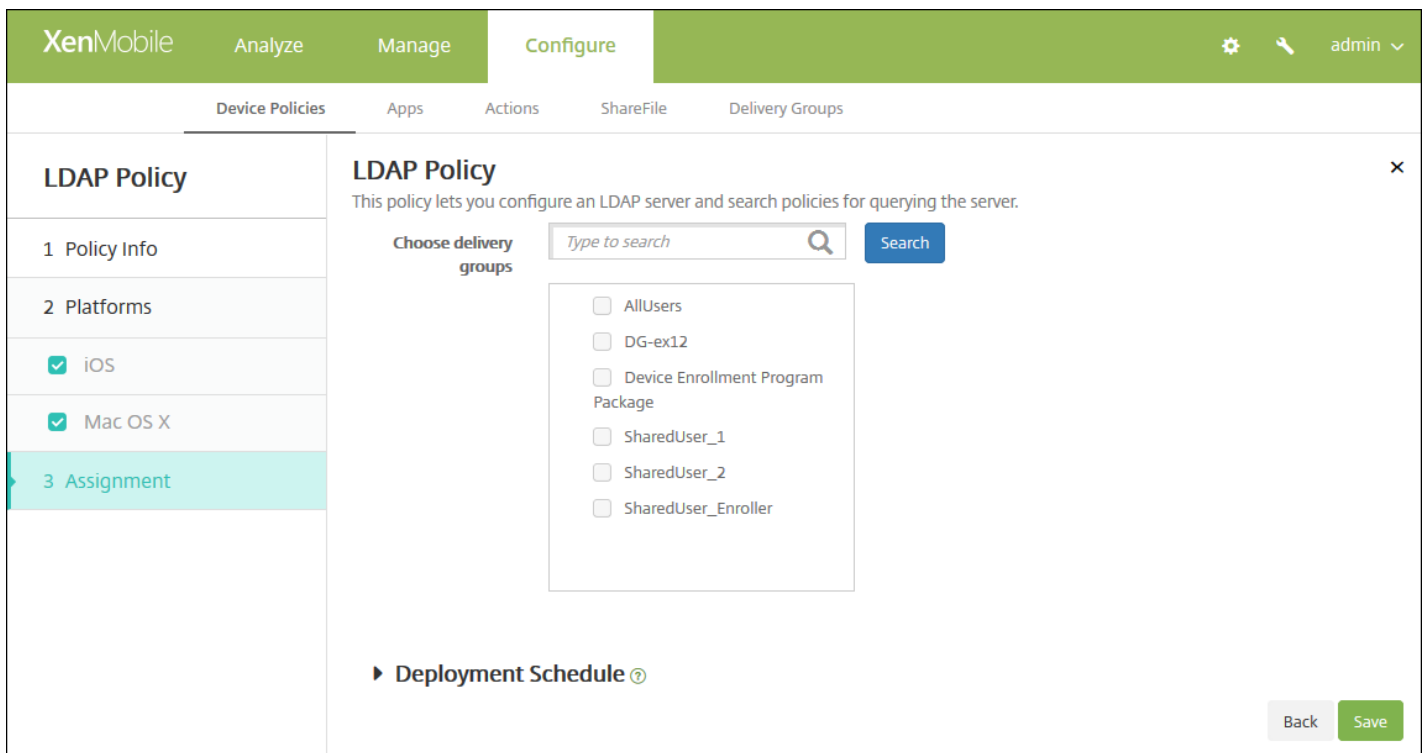 XenMobile Analyze Manage Configure admin
Device Policies Apps Actions ShareFile Delivery Groups
LDAP Policy
1 Policy Info
2 Platforms
iOS
Mac OS X
3 Assignment
LDAP Policy
This policy lets you configure an LDAP server and search policies for querying the server.
Choose delivery
groups
Type to search Search
AllUsers
DG-ex12
Device Enrollment Program
Package
SharedUser_1
SharedUser_2
SharedUser_Enroller
Deployment Schedule ?
Back Save